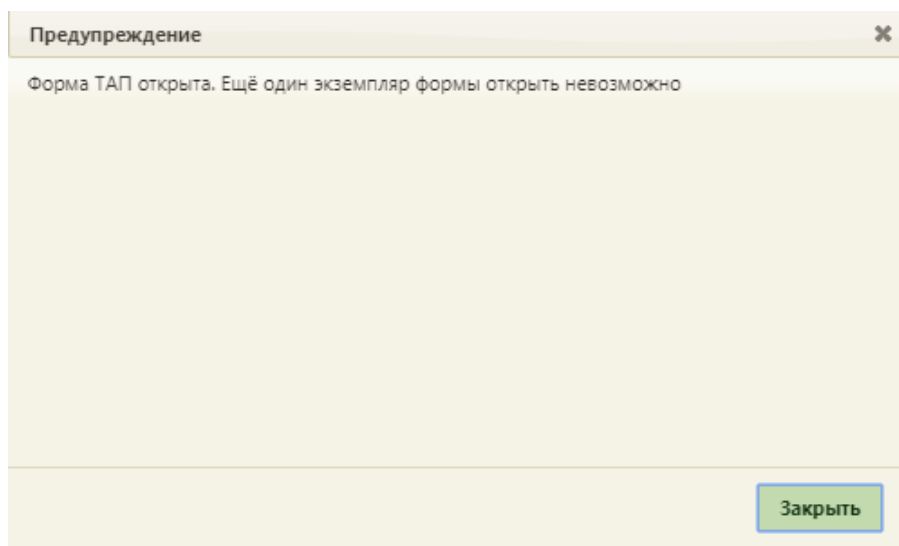 Предупреждение
Форма ТАП открыта. Ещё один экземпляр формы открыть невозможно
Закрыть